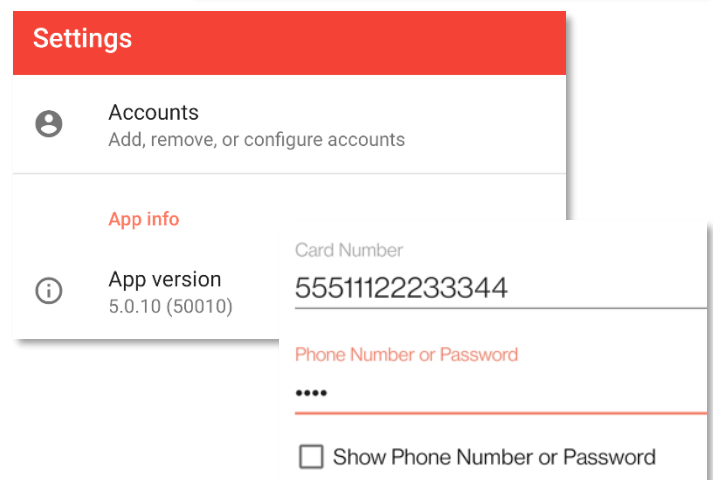 Settings
Accounts
Add, remove, or configure accounts
App info
App version
5.0.10 (50010)
Card Number
55511122233344
Phone Number or Password
••••
Show Phone Number or Password